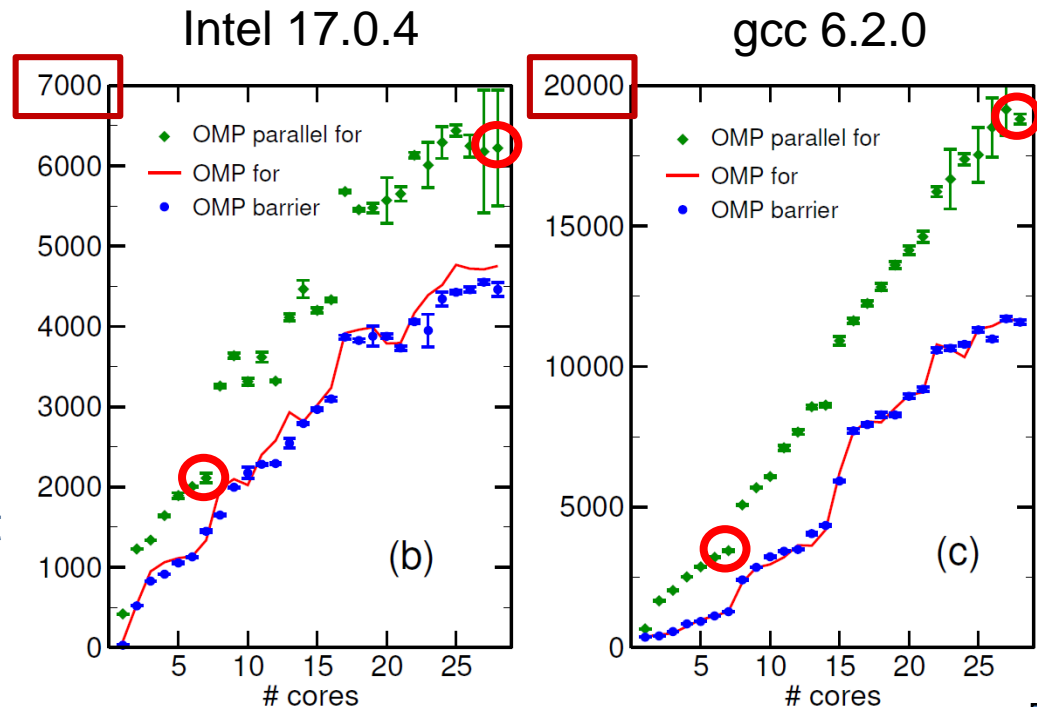 Intel 17.0.4
7000
6000
5000
4000
3000
2000
1000
0
OMP parallel for
OMP for
OMP barrier
(b)
5 10 15 20 25
# cores
gcc 6.2.0
20000
15000
10000
5000
0
OMP parallel for
OMP for
OMP barrier
(c)
5 10 15 20 25
# cores